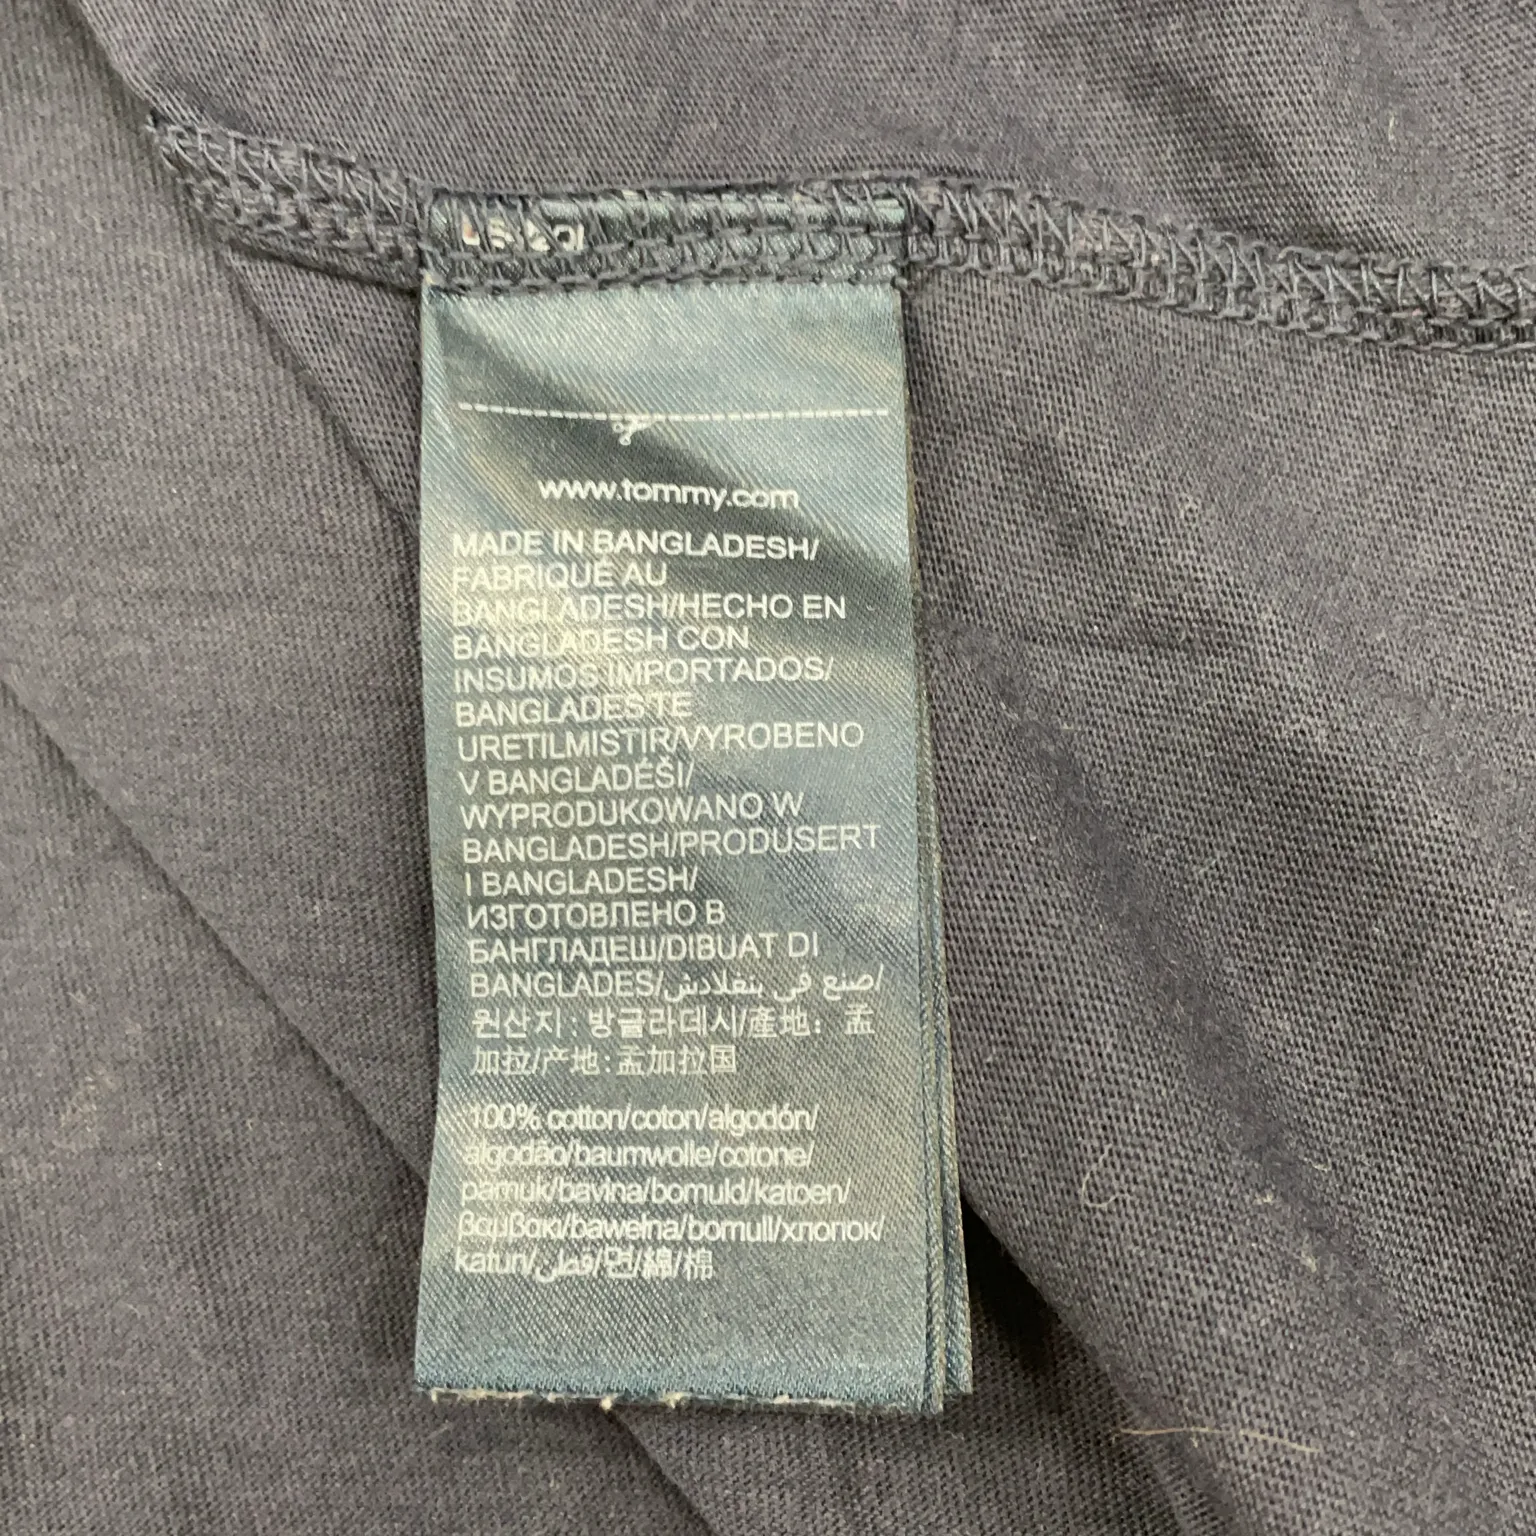 www.tommy.com
MADE IN BANGLADESH/
FABRIQUÉ AU
BANGLADESH/HECHO EN
BANGLADESH CON
INSUMOS IMPORTADOS/
BANGLADES'TE
URETILMISTIR/VYROBENO
V BANGLADÉŠI/
WYPRODUKOWANO W
BANGLADESH/PRODUSERT
I BANGLADESH/
ИЗГОТОВЛЕНО В
БАНГЛАДЕШ/DIBUAT DI
BANGLADES/صنع في بنغلادش/
원산지: 방글라데시/產地: 孟
加拉/产地:孟加拉国
100% cotton/coton/algodón/
algodão/baumwolle/cotone/
pamuk/bavlna/bomuld/katoen/
βαμβακι/bawełna/bomull/хлопок/
katun/قطن/면/綿/棉